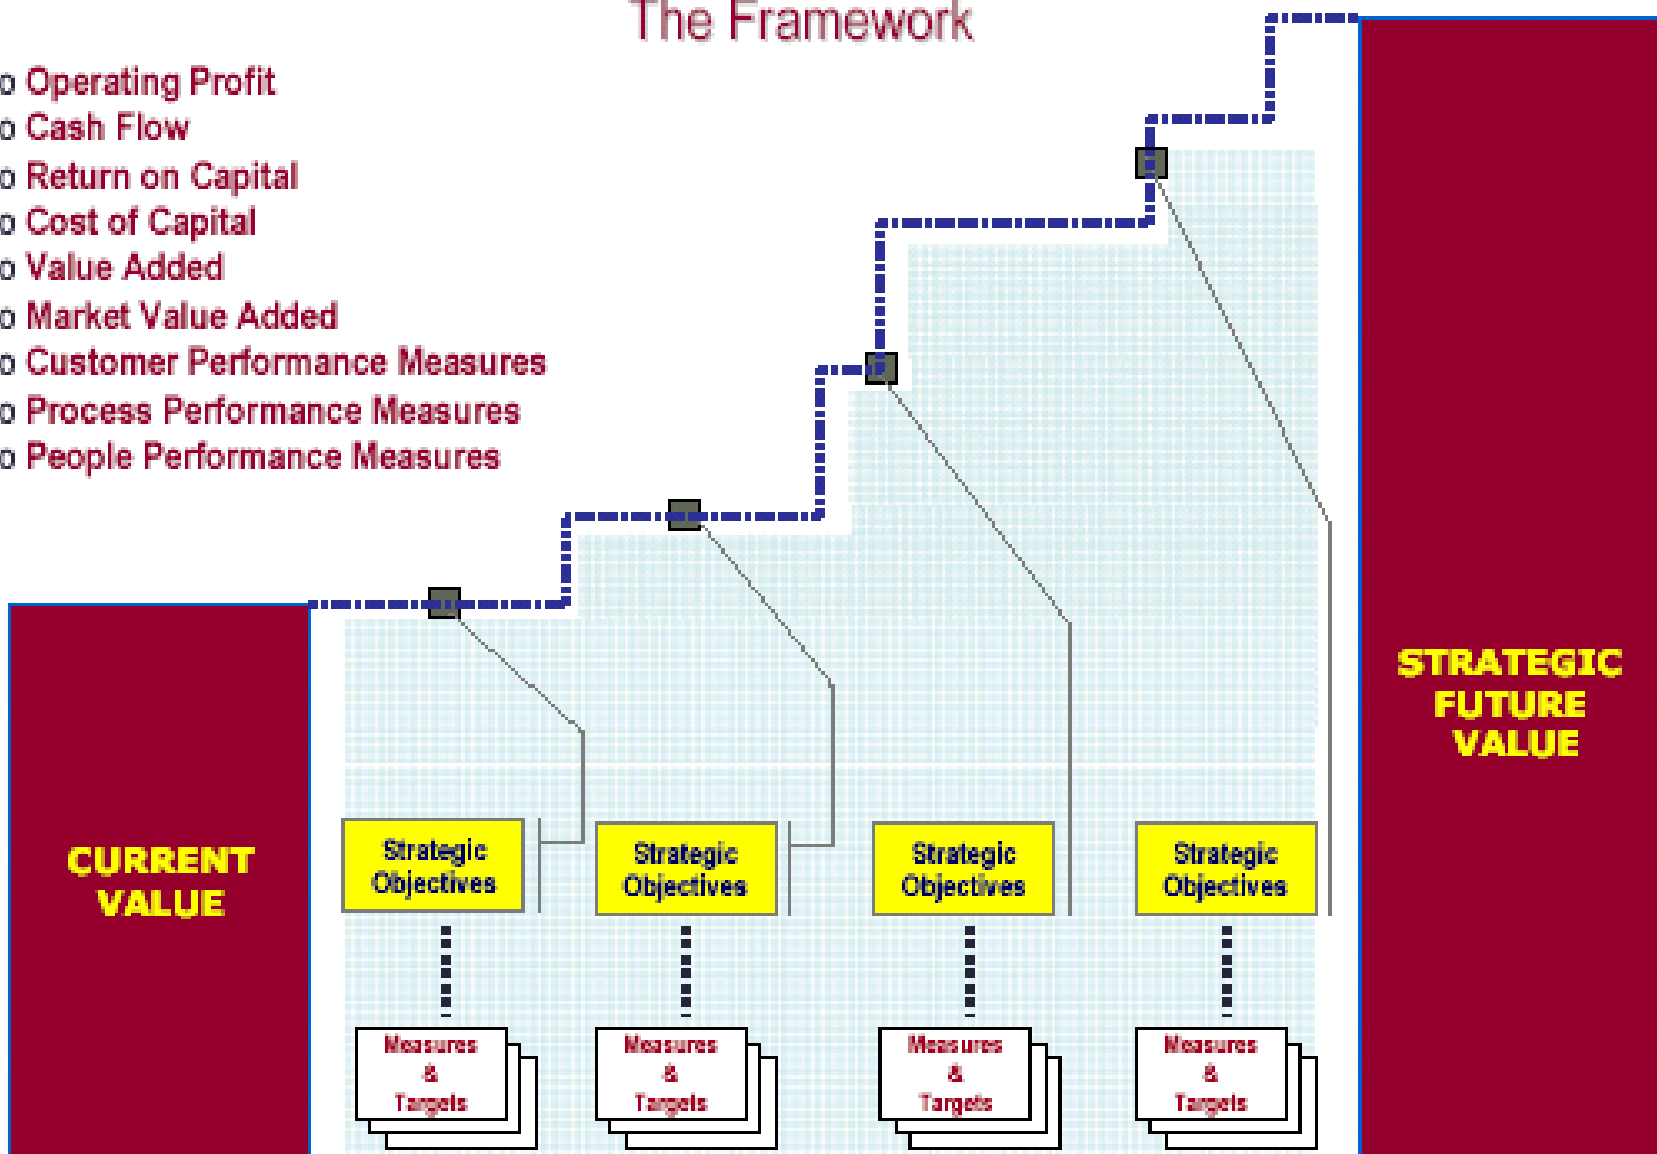 The Framework
o Operating Profit
o Cash Flow
o Return on Capital
o Cost of Capital
o Value Added
o Market Value Added
o Customer Performance Measures
o Process Performance Measures
o People Performance Measures
STRATEGIC
FUTURE
VALUE
CURRENT
VALUE
Strategic
Objectives
Strategic
Objectives
Strategic
Objectives
Strategic
Objectives
Measures
&
Targets
Measures
&
Targets
Measures
&
Targets
Measures
&
Targets